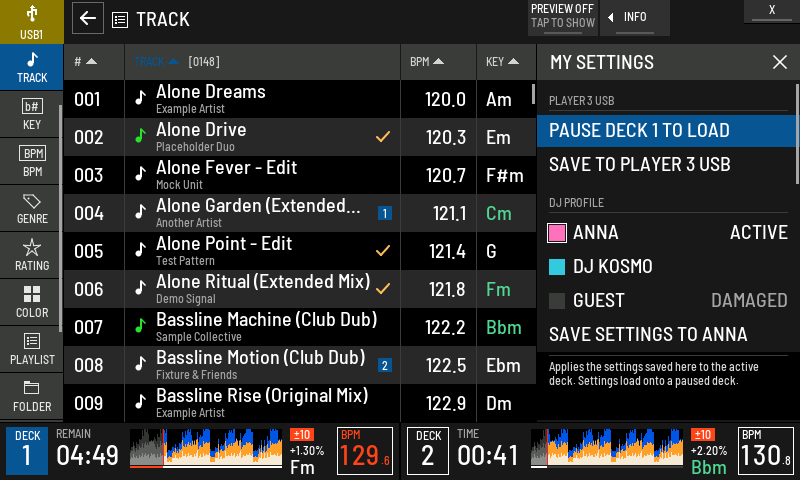 USB1
TRACK
PREVIEW OFF
TAP TO SHOW
INFO
X
TRACK
b#
KEY
BPM
BPM
GENRE
RATING
COLOR
PLAYLIST
FOLDER
# TRACK [0148] BPM KEY
001 Alone Dreams 120.0 Am
Example Artist
002 Alone Drive 120.3 Em
Placeholder Duo
003 Alone Fever - Edit 120.7 F#m
Mock Unit
004 Alone Garden (Extended... 1 121.1 Cm
Another Artist
005 Alone Point - Edit 121.4 G
Test Pattern
006 Alone Ritual (Extended Mix) 121.8 Fm
Demo Signal
007 Bassline Machine (Club Dub) 122.2 Bbm
Sample Collective
008 Bassline Motion (Club Dub) 2 122.5 Ebm
Fixture & Friends
009 Bassline Rise (Original Mix) 122.9 Dm
Example Artist
MY SETTINGS
PLAYER 3 USB
PAUSE DECK 1 TO LOAD
SAVE TO PLAYER 3 USB
DJ PROFILE
ANNA ACTIVE
DJ KOSMO
GUEST DAMAGED
SAVE SETTINGS TO ANNA
Applies the settings saved here to the active
deck. Settings load onto a paused deck.
DECK
1
REMAIN
04:49
±10
+1.30%
Fm
BPM
129.6
DECK
2
TIME
00:41
±10
+2.20%
Bbm
BPM
130.8